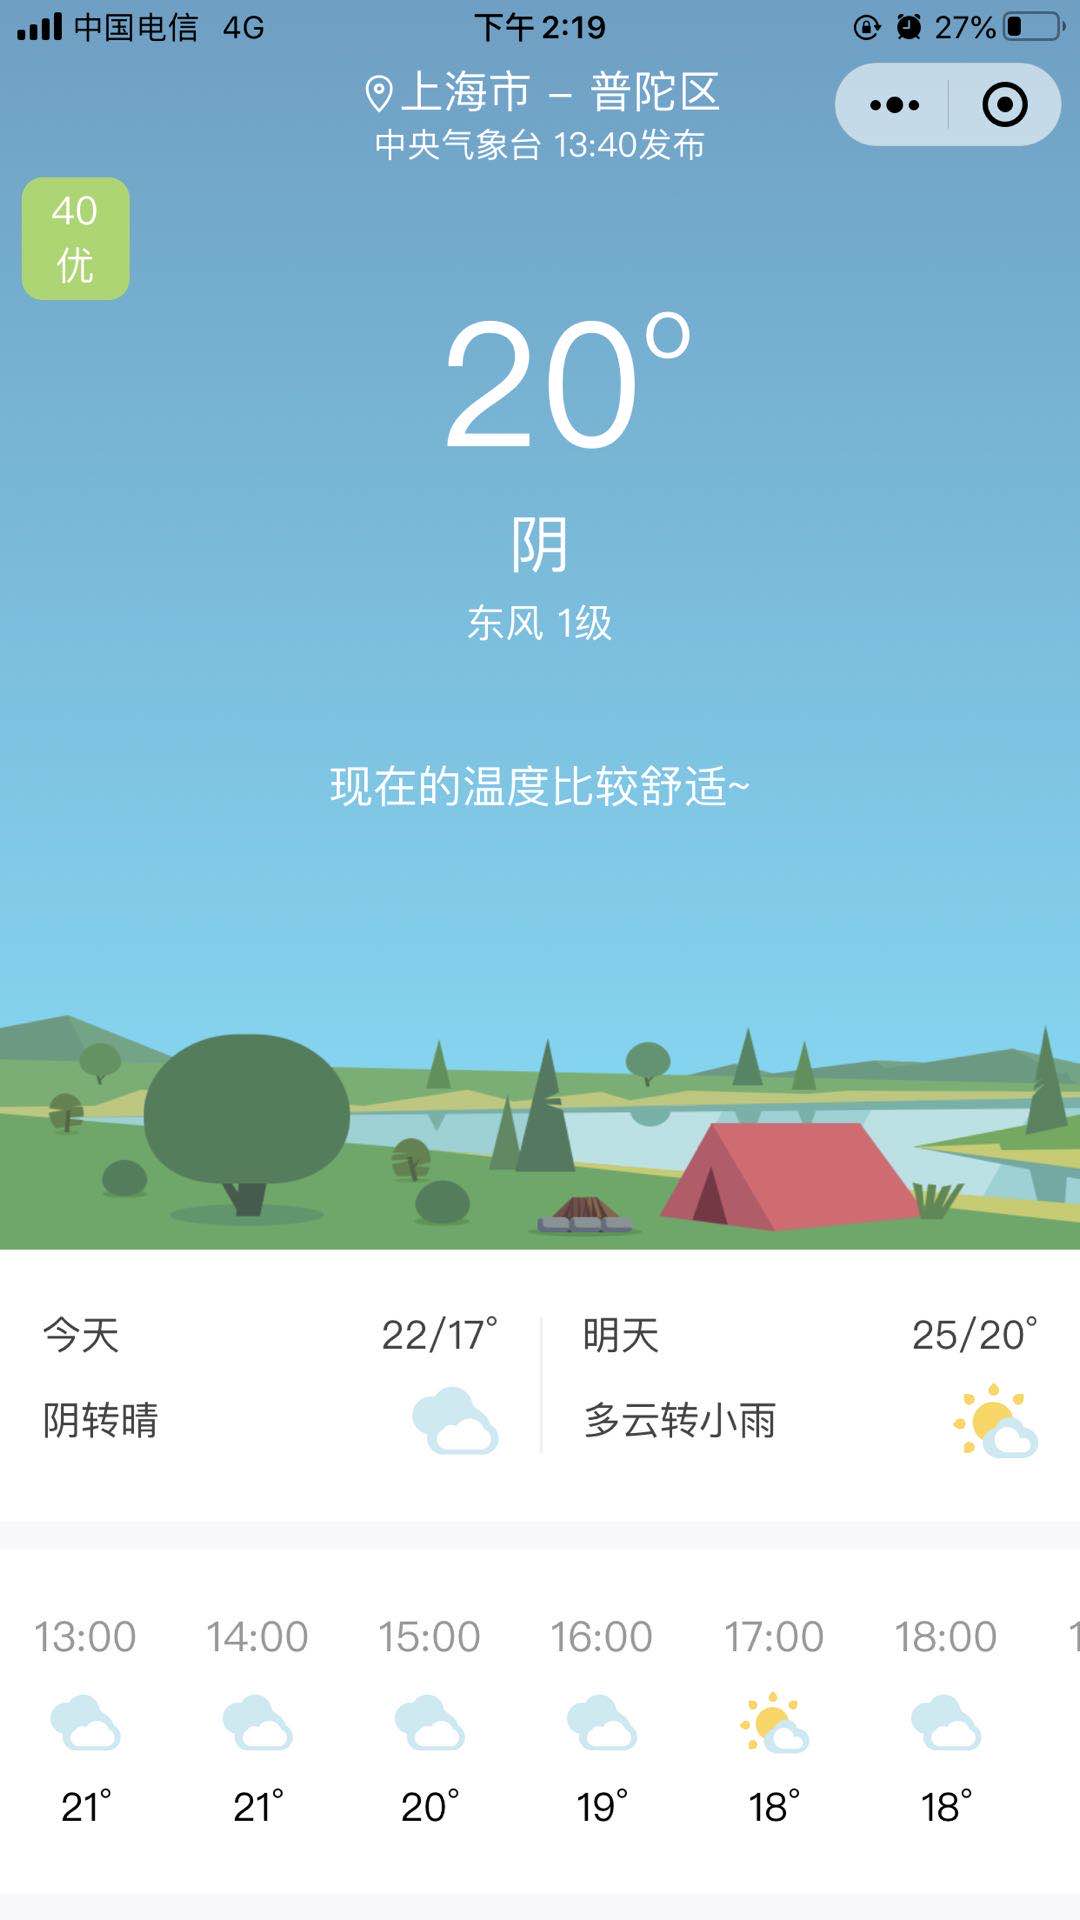 中国电信 4G 下午2:19 27%
上海市 – 普陀区
中央气象台 13:40发布
40
优
20°
阴
东风 1级
现在的温度比较舒适~
今天 22/17° 明天 25/20°
阴转晴 多云转小雨
13:00 14:00 15:00 16:00 17:00 18:00
21° 21° 20° 19° 18° 18°